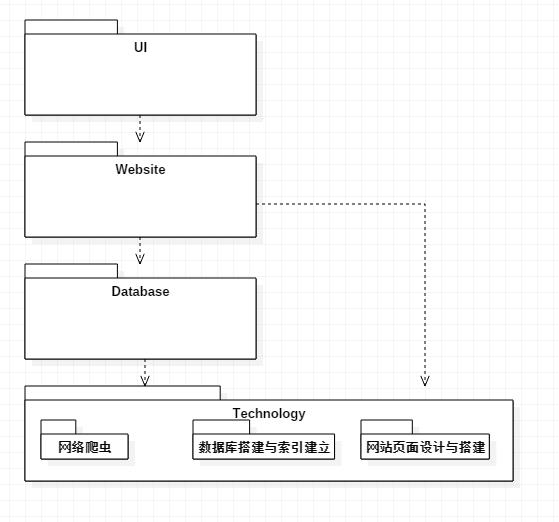 UI
Website
Database
Technology
网络爬虫
数据库搭建与索引建立
网站页面设计与搭建